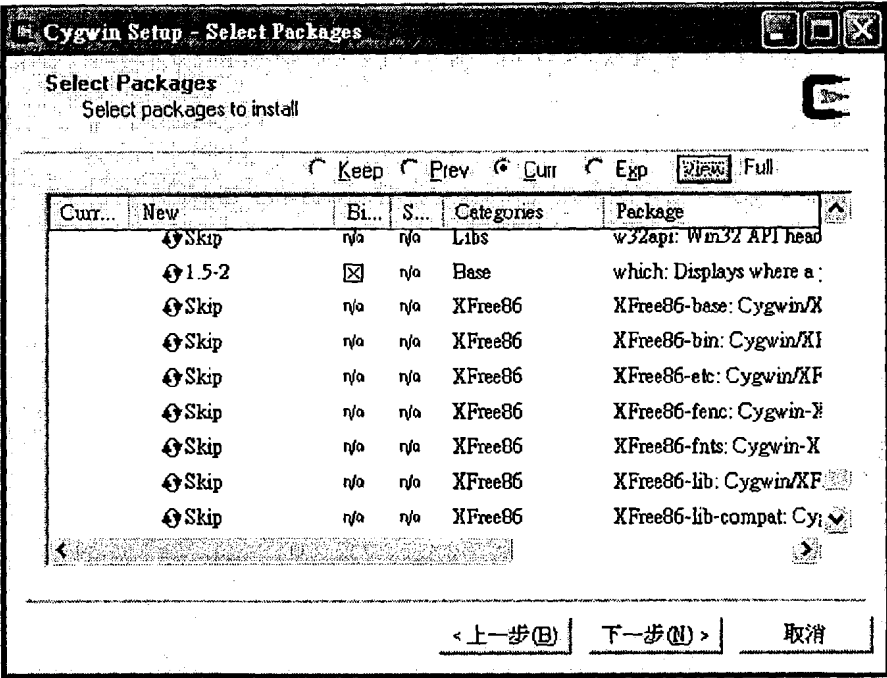 Cygwin Setup - Select Packages
Select Packages
Select packages to install
Keep Prev Curr Exp View Full
Curr... New Bi... S... Categories Package
Skip n/a n/a Libs w32api: Win32 API head
1.5-2 n/a Base which: Displays where a
Skip n/a n/a XFree86 XFree86-base: Cygwin/X
Skip n/a n/a XFree86 XFree86-bin: Cygwin/XF
Skip n/a n/a XFree86 XFree86-etc: Cygwin/XF
Skip n/a n/a XFree86 XFree86-fenc: Cygwin-X
Skip n/a n/a XFree86 XFree86-fnts: Cygwin-X
Skip n/a n/a XFree86 XFree86-lib: Cygwin/XF
Skip n/a n/a XFree86 XFree86-lib-compat: Cyg
<上一步(B) 下一步(N)> 取消